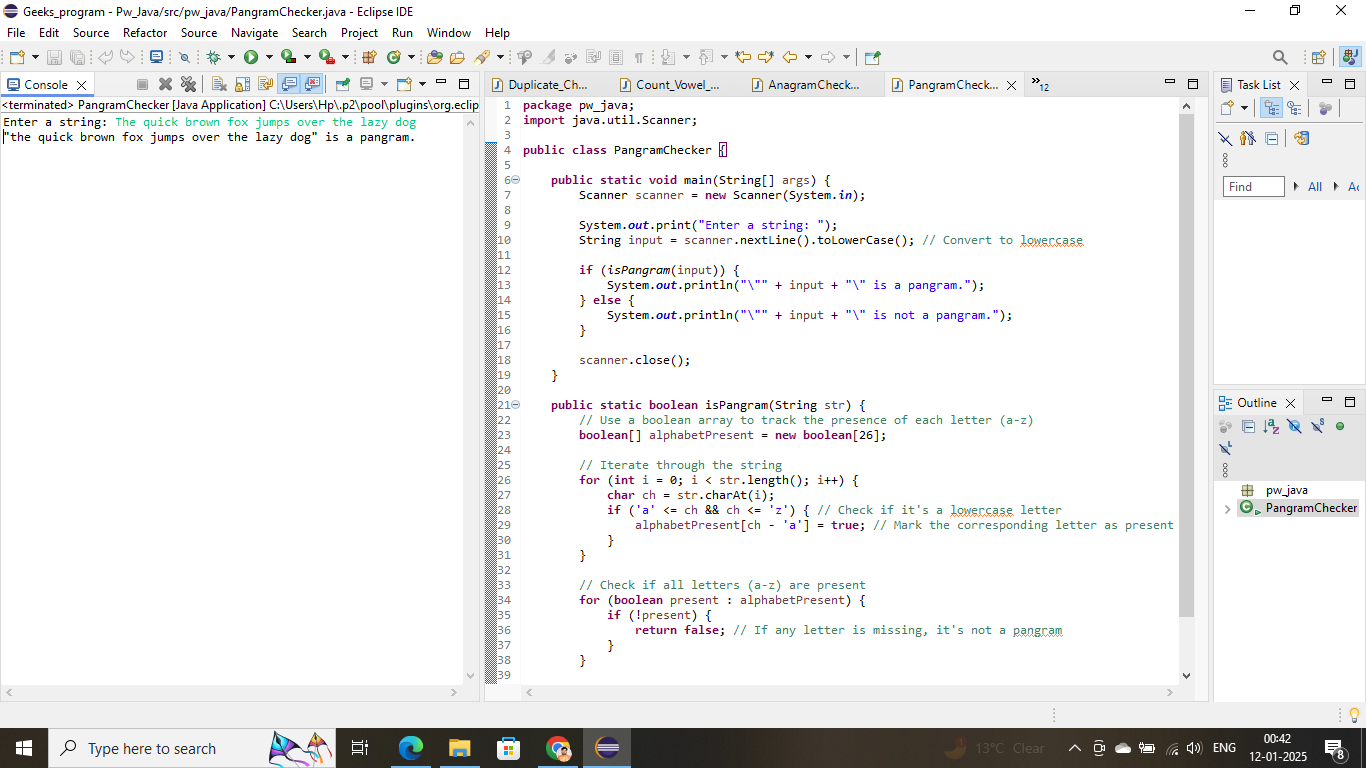 Geeks_program - Pw_Java/src/pw_java/PangramChecker.java - Eclipse IDE
File Edit Source Refactor Source Navigate Search Project Run Window Help
Console
<terminated> PangramChecker [Java Application] C:\Users\Hp\.p2\pool\plugins\org.eclip
Enter a string: The quick brown fox jumps over the lazy dog
"the quick brown fox jumps over the lazy dog" is a pangram.
Duplicate_Ch... Count_Vowel_... AnagramCheck... PangramCheck... »12
1 package pw_java;
2 import java.util.Scanner;
3
4 public class PangramChecker {
5
6 public static void main(String[] args) {
7 Scanner scanner = new Scanner(System.in);
8
9 System.out.print("Enter a string: ");
10 String input = scanner.nextLine().toLowerCase(); // Convert to lowercase
11
12 if (isPangram(input)) {
13 System.out.println("\"" + input + "\" is a pangram.");
14 } else {
15 System.out.println("\"" + input + "\" is not a pangram.");
16 }
17
18 scanner.close();
19 }
20
21 public static boolean isPangram(String str) {
22 // Use a boolean array to track the presence of each letter (a-z)
23 boolean[] alphabetPresent = new boolean[26];
24
25 // Iterate through the string
26 for (int i = 0; i < str.length(); i++) {
27 char ch = str.charAt(i);
28 if ('a' <= ch && ch <= 'z') { // Check if it's a lowercase letter
29 alphabetPresent[ch - 'a'] = true; // Mark the corresponding letter as present
30 }
31 }
32
33 // Check if all letters (a-z) are present
34 for (boolean present : alphabetPresent) {
35 if (!present) {
36 return false; // If any letter is missing, it's not a pangram
37 }
38 }
39
Task List
Find All Ac
Outline
pw_java
PangramChecker
Type here to search
13°C Clear
ENG
00:42
12-01-2025
8